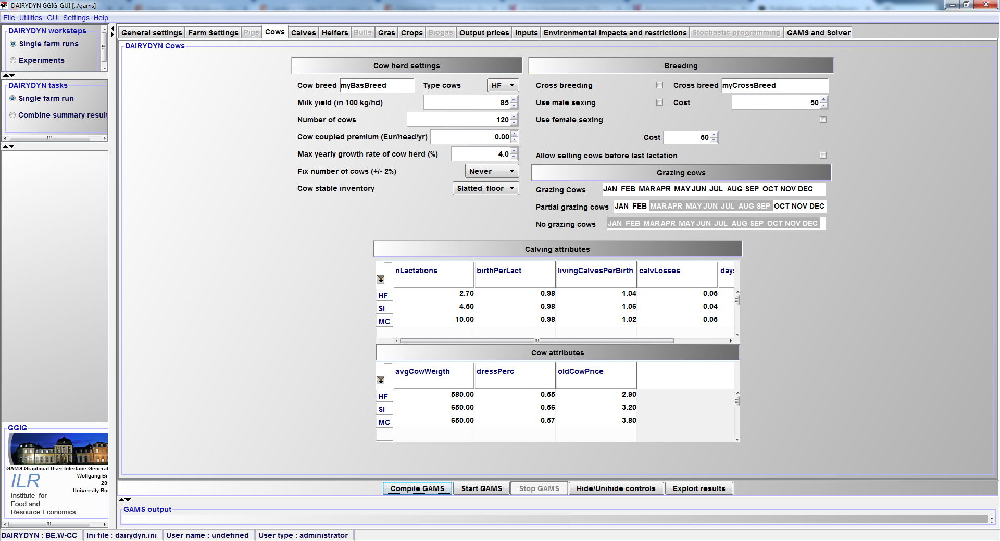 DAIRYDYN GGIG-GUI [../gams]
File Utilities GUI Settings Help
DAIRYDYN worksteps
Single farm runs
Experiments
DAIRYDYN tasks
Single farm run
Combine summary result
General settings Farm Settings Pigs Cows Calves Heifers Bulls Gras Crops Biogas Output prices Inputs Environmental impacts and restrictions Stochastic programming GAMS and Solver
DAIRYDYN Cows
Cow herd settings
Cow breed myBasBreed Type cows HF
Milk yield (in 100 kg/hd) 85
Number of cows 120
Cow coupled premium (Eur/head/yr) 0.00
Max yearly growth rate of cow herd (%) 4.0
Fix number of cows (+/- 2%) Never
Cow stable inventory Slatted_floor
Breeding
Cross breeding Cross breed myCrossBreed
Use male sexing Cost 50
Use female sexing
Cost 50
Allow selling cows before last lactation
Grazing cows
Grazing Cows JAN FEB MAR APR MAY JUN JUL AUG SEP OCT NOV DEC
Partial grazing cows JAN FEB MAR APR MAY JUN JUL AUG SEP OCT NOV DEC
No grazing cows JAN FEB MAR APR MAY JUN JUL AUG SEP OCT NOV DEC
Calving attributes
nLactations birthPerLact livingCalvesPerBirth calvLosses day
HF 2.70 0.98 1.04 0.05
SI 4.50 0.98 1.06 0.04
MC 10.00 0.98 1.02 0.05
Cow attributes
avgCowWeigth dressPerc oldCowPrice
HF 580.00 0.55 2.90
SI 650.00 0.56 3.20
MC 650.00 0.57 3.80
GGIG
GAMS Graphical User Interface Generat
Wolfgang Br
20
University Bo
ILR
Institute for
Food and
Resource Economics
Compile GAMS Start GAMS Stop GAMS Hide/Unihide controls Exploit results
GAMS output
DAIRYDYN : BE.W-CC Ini file : dairydyn.ini User name : undefined User type : administrator